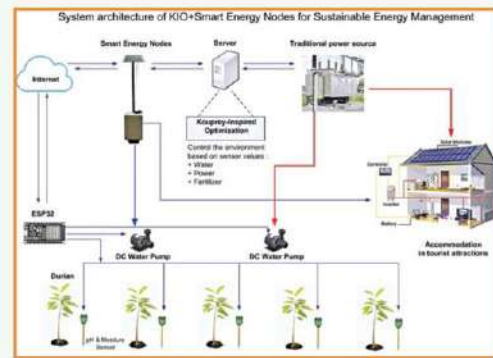 System architecture of KIO+Smart Energy Nodes for Sustainable Energy Management
Smart Energy Nodes
Server
Traditional power source
Internet
Kouprey-Inspired
Optimization
Control the environment
based on sensor values :
+ Water
+ Power
+ Fertilizer
Solar Modules
Controller
Inverter
Battery
ESP32
DC Water Pump
DC Water Pump
Accommodation
in tourist attractions
Durian
pH & Moisture